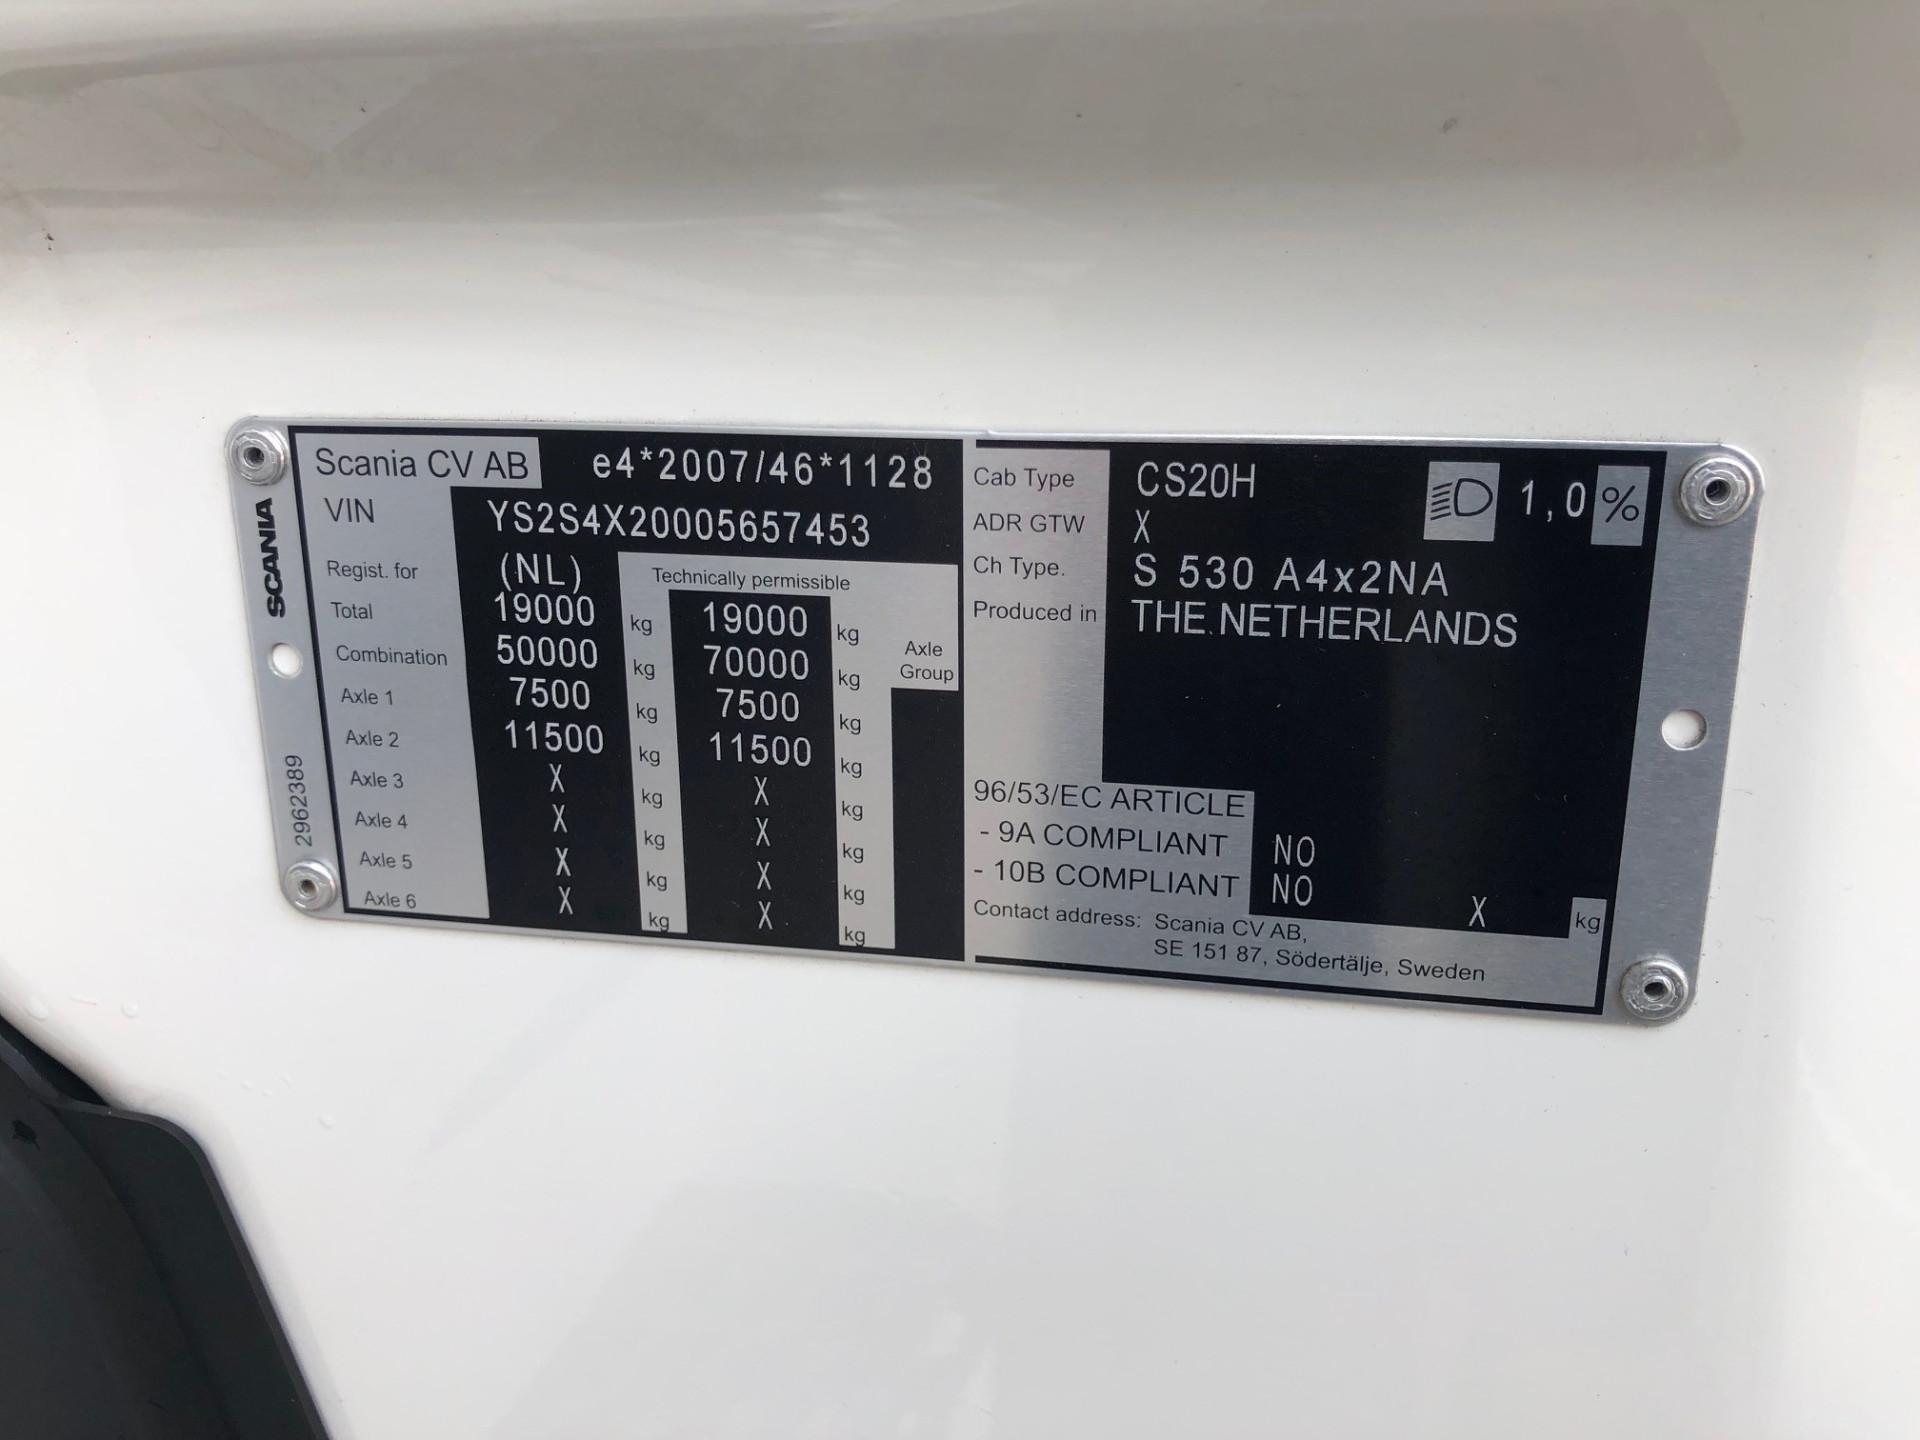 SCANIA
2962389
Scania CV AB e4*2007/46*1128
VIN YS2S4X20005657453
Regist. for (NL) Technically permissible
Total 19000 kg 19000 kg
Combination 50000 kg 70000 kg Axle Group
Axle 1 7500 kg 7500 kg
Axle 2 11500 kg 11500 kg
Axle 3 X kg X kg
Axle 4 X kg X kg
Axle 5 X kg X kg
Axle 6 X kg X kg
Cab Type CS20H 1,0 %
ADR GTW X
Ch Type. S 530 A4x2NA
Produced in THE NETHERLANDS
96/53/EC ARTICLE
- 9A COMPLIANT NO
- 10B COMPLIANT NO X kg
Contact address: Scania CV AB,
SE 151 87, Södertälje, Sweden